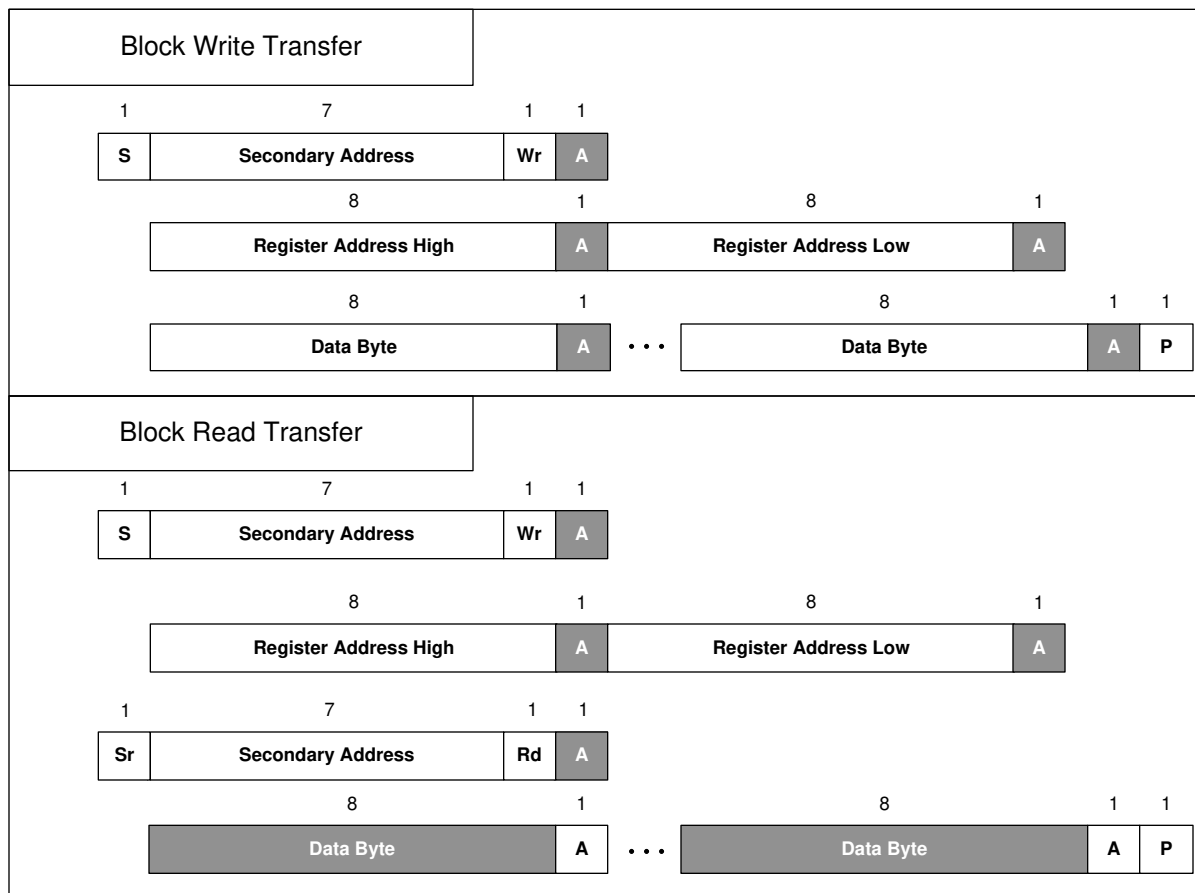 Block Write Transfer
1 7 1 1
S Secondary Address Wr A
8 1 8 1
Register Address High A Register Address Low A
8 1 8 1 1
Data Byte A ... Data Byte A P
Block Read Transfer
1 7 1 1
S Secondary Address Wr A
8 1 8 1
Register Address High A Register Address Low A
1 7 1 1
Sr Secondary Address Rd A
8 1 8 1 1
Data Byte A ... Data Byte A P